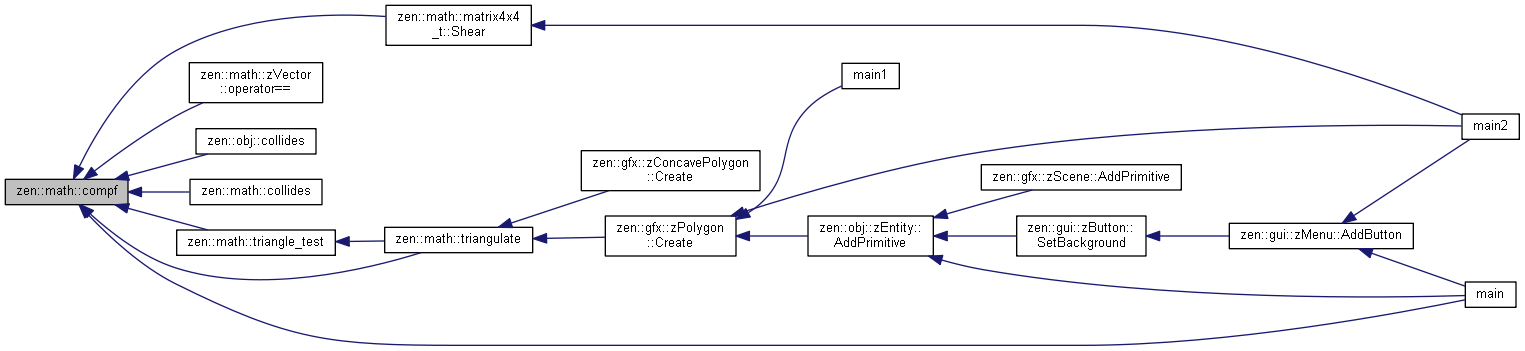 zen::math::matrix4x4
_t::Shear
zen::math::zVector
::operator==
main1
main2
zen::obj::collides
zen::gfx::zConcavePolygon
::Create
zen::gfx::zScene::AddPrimitive
zen::math::compf
zen::math::collides
zen::math::triangle_test
zen::math::triangulate
zen::gfx::zPolygon
::Create
zen::obj::zEntity::
AddPrimitive
zen::gui::zButton::
SetBackground
zen::gui::zMenu::AddButton
main